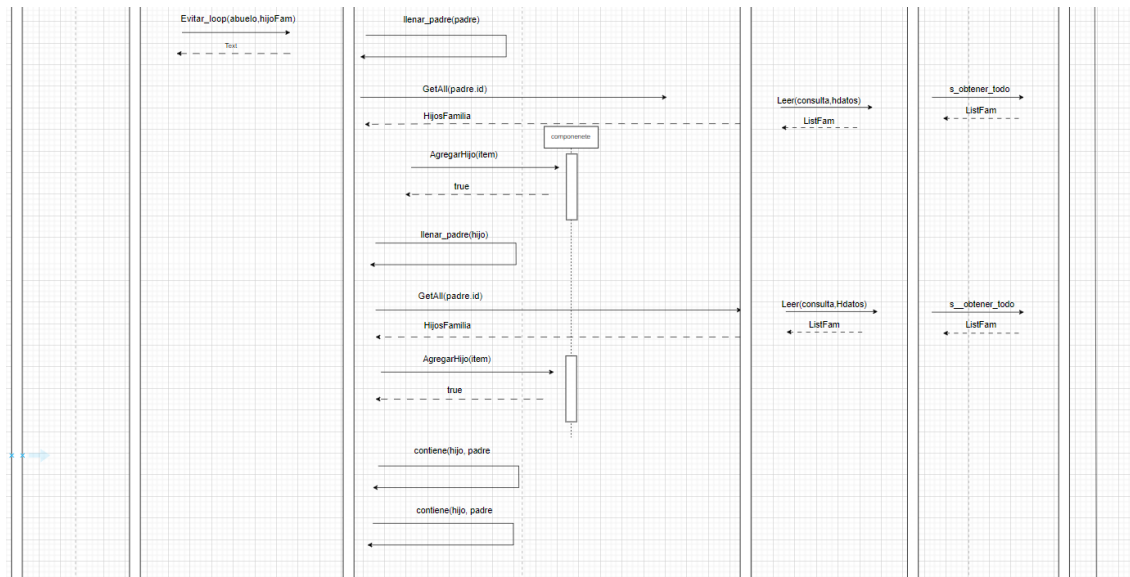 Evitar_loop(abuelo,hijoFam)
Text
llenar_padre(padre)
GetAll(padre.id)
HijosFamilia
Leer(consulta,hdatos)
ListFam
s_obtener_todo
ListFam
componenete
AgregarHijo(item)
true
llenar_padre(hijo)
GetAll(padre.id)
HijosFamilia
Leer(consulta,Hdatos)
ListFam
s__obtener_todo
ListFam
AgregarHijo(item)
true
contiene(hijo, padre
contiene(hijo, padre